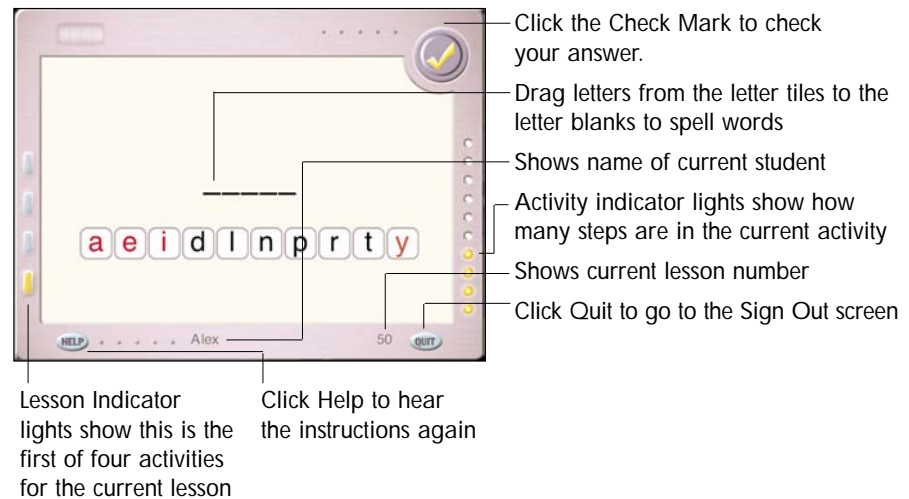 Click the Check Mark to check
your answer.
Drag letters from the letter tiles to the
letter blanks to spell words
Shows name of current student
Activity indicator lights show how
many steps are in the current activity
Shows current lesson number
Click Quit to go to the Sign Out screen
a e i d l n p r t y
HELP Alex 50 QUIT
Lesson Indicator
lights show this is the
first of four activities
for the current lesson
Click Help to hear
the instructions again